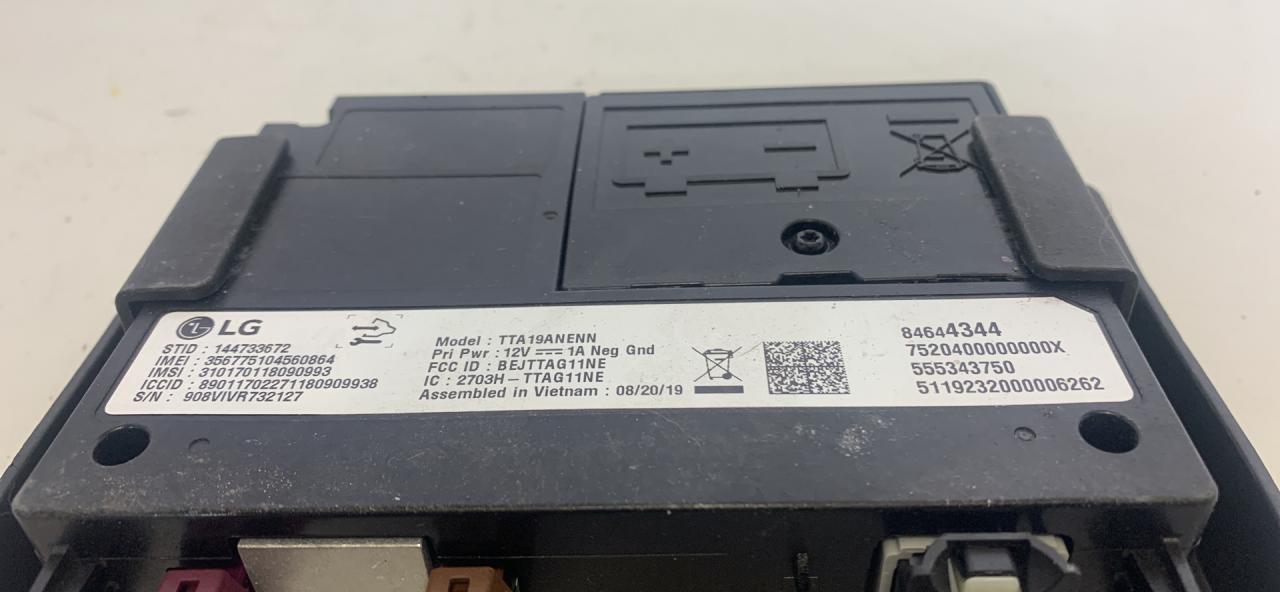 LG
STID : 144733672
IMEI : 356775104560864
IMSI : 310170118090993
ICCID : 89011702271180909938
S/N : 908VIVR732127
Model : TTA19ANENN
Pri Pwr : 12V 1A Neg Gnd
FCC ID : BEJTTAG11NE
IC : 2703H-TTAG11NE
Assembled in Vietnam : 08/20/19
84644344
7520400000000X
555343750
5119232000006262